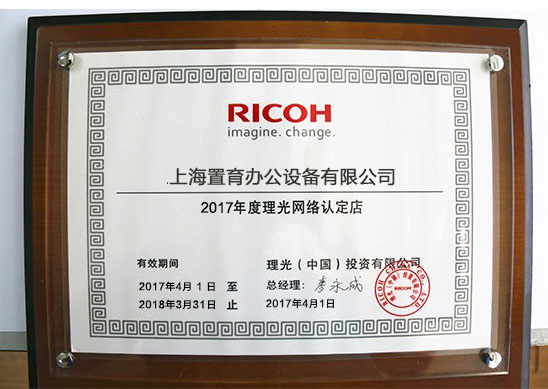 RICOH
imagine. change.
上海置育办公设备有限公司
2017年度理光网络认定店
有效期间
2017年4月1日 至
2018年3月31日 止
理光（中国）投资有限公司
总经理：
2017年4月1日
RICOH